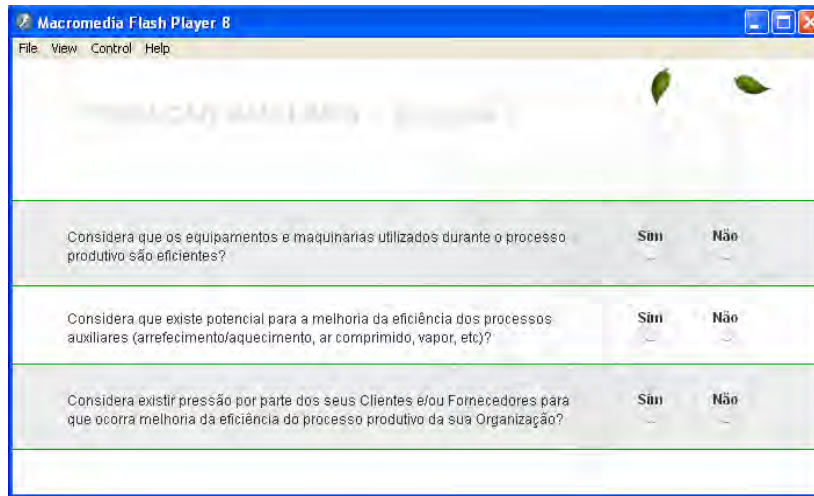 Macromedia Flash Player 8
File View Control Help
Considera que os equipamentos e maquinarias utilizados durante o processo
produtivo são eficientes?
Sim Não
Considera que existe potencial para a melhoria da eficiência dos processos
auxiliares (arrefecimento/aquecimento, ar comprimido, vapor, etc)?
Sim Não
Considera existir pressão por parte dos seus Clientes e/ou Fornecedores para
que ocorra melhoria da eficiência do processo produtivo da sua Organização?
Sim Não